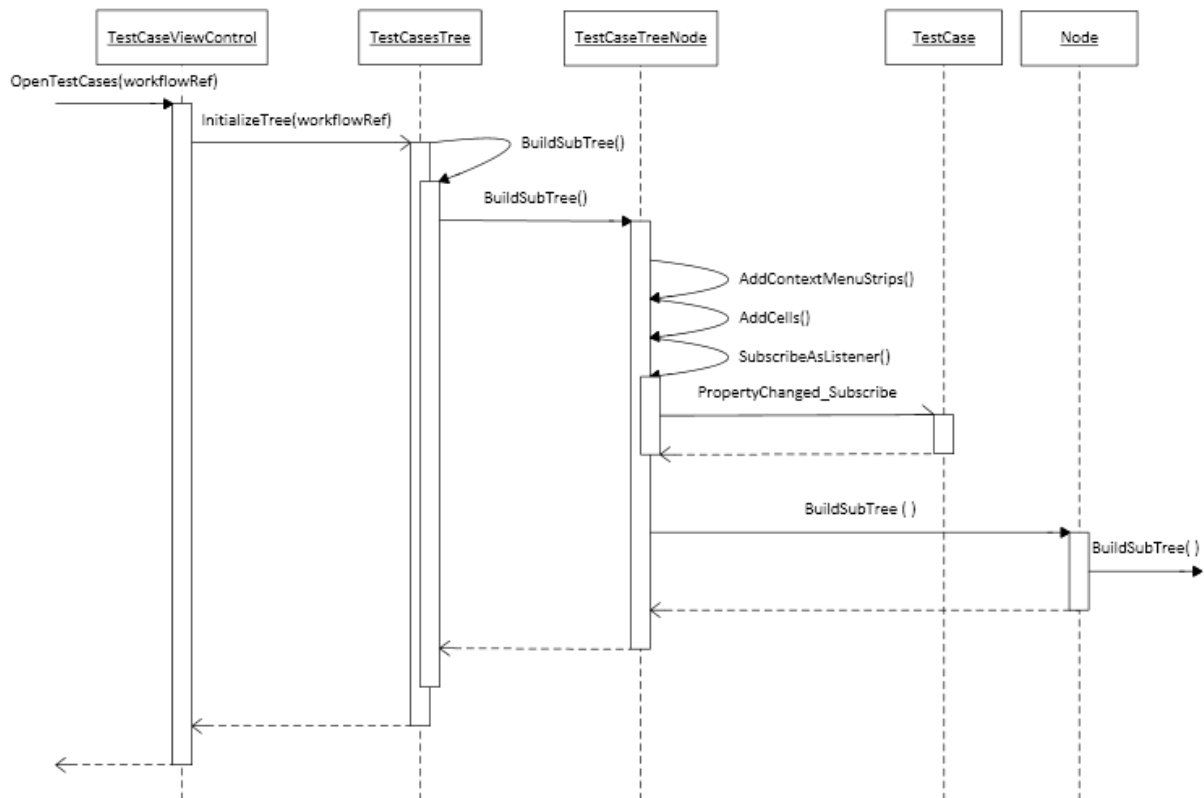 TestCaseViewControl
TestCasesTree
TestCaseTreeNode
TestCase
Node
OpenTestCases(workflowRef)
InitializeTree(workflowRef)
BuildSubTree()
BuildSubTree()
AddContextMenuStrips()
AddCells()
SubscribeAsListener()
PropertyChanged_Subscribe
BuildSubTree ( )
BuildSubTree( )